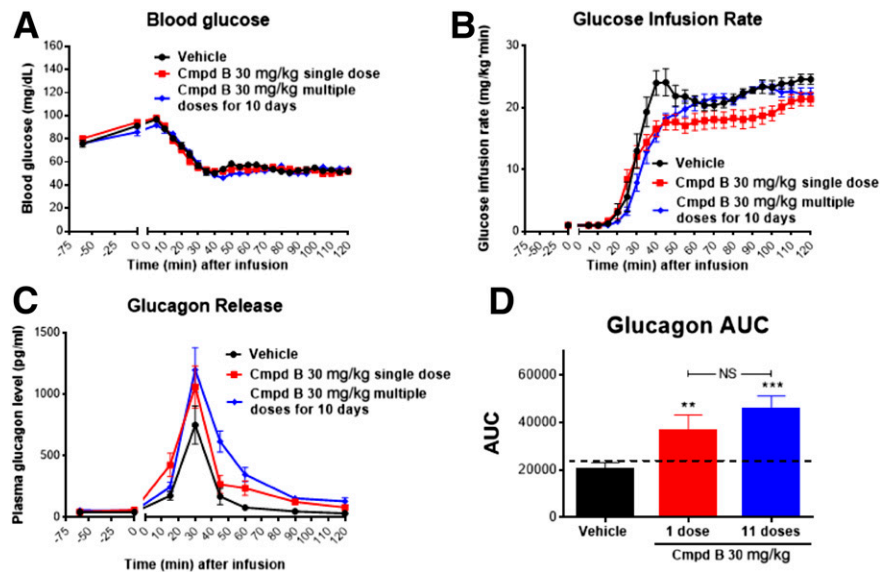 A
Blood glucose
Blood glucose (mg/dL)
160
140
120
100
80
60
40
20
0
Vehicle
Cmpd B 30 mg/kg single dose
Cmpd B 30 mg/kg multiple
doses for 10 days
-75 -50 -25 0 0 10 20 30 40 50 60 70 80 90 100 110 120
Time (min) after infusion
B
Glucose Infusion Rate
Glucose infusion rate (mg/kg*min)
30
20
10
0
Vehicle
Cmpd B 30 mg/kg single dose
Cmpd B 30 mg/kg multiple
doses for 10 days
-75 -50 -25 0 0 10 20 30 40 50 60 70 80 90 100 110 120
Time (min) after infusion
C
Glucagon Release
Plasma glucagon level (pg/ml)
1500
1000
500
0
Vehicle
Cmpd B 30 mg/kg single dose
Cmpd B 30 mg/kg multiple
doses for 10 days
-75 -50 -25 0 0 10 20 30 40 50 60 70 80 90 100 110 120
Time (min) after infusion
D
Glucagon AUC
AUC
60000
40000
20000
0
NS
**
***
Vehicle 1 dose 11 doses
Cmpd B 30 mg/kg